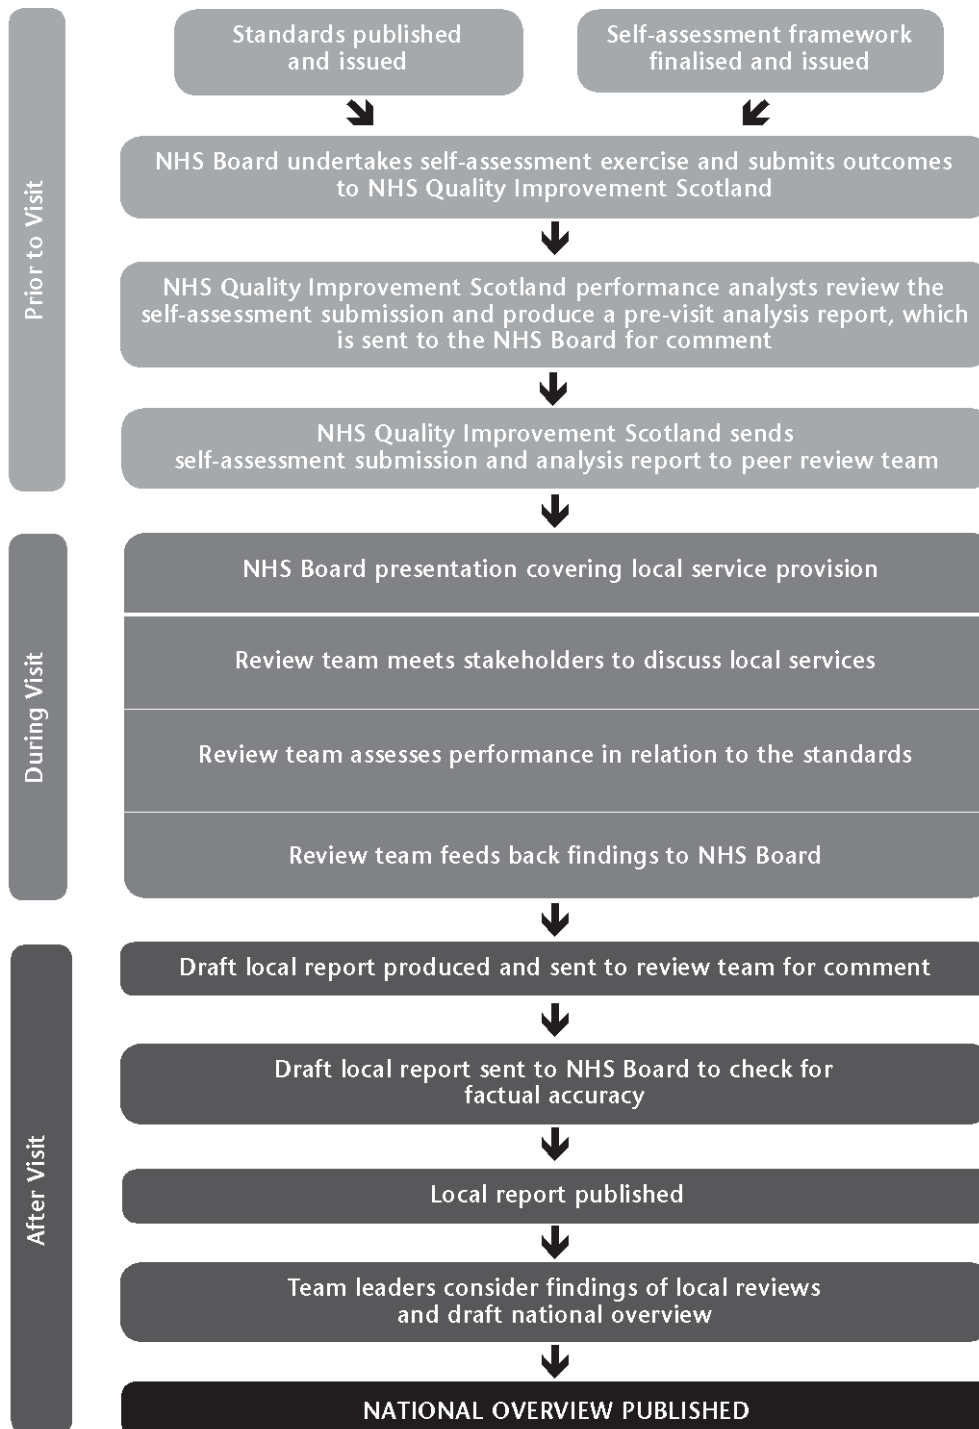 Prior to Visit
Standards published
and issued
Self-assessment framework
finalised and issued
NHS Board undertakes self-assessment exercise and submits outcomes
to NHS Quality Improvement Scotland
NHS Quality Improvement Scotland performance analysts review the
self-assessment submission and produce a pre-visit analysis report, which
is sent to the NHS Board for comment
NHS Quality Improvement Scotland sends
self-assessment submission and analysis report to peer review team
During Visit
NHS Board presentation covering local service provision
Review team meets stakeholders to discuss local services
Review team assesses performance in relation to the standards
Review team feeds back findings to NHS Board
After Visit
Draft local report produced and sent to review team for comment
Draft local report sent to NHS Board to check for
factual accuracy
Local report published
Team leaders consider findings of local reviews
and draft national overview
NATIONAL OVERVIEW PUBLISHED